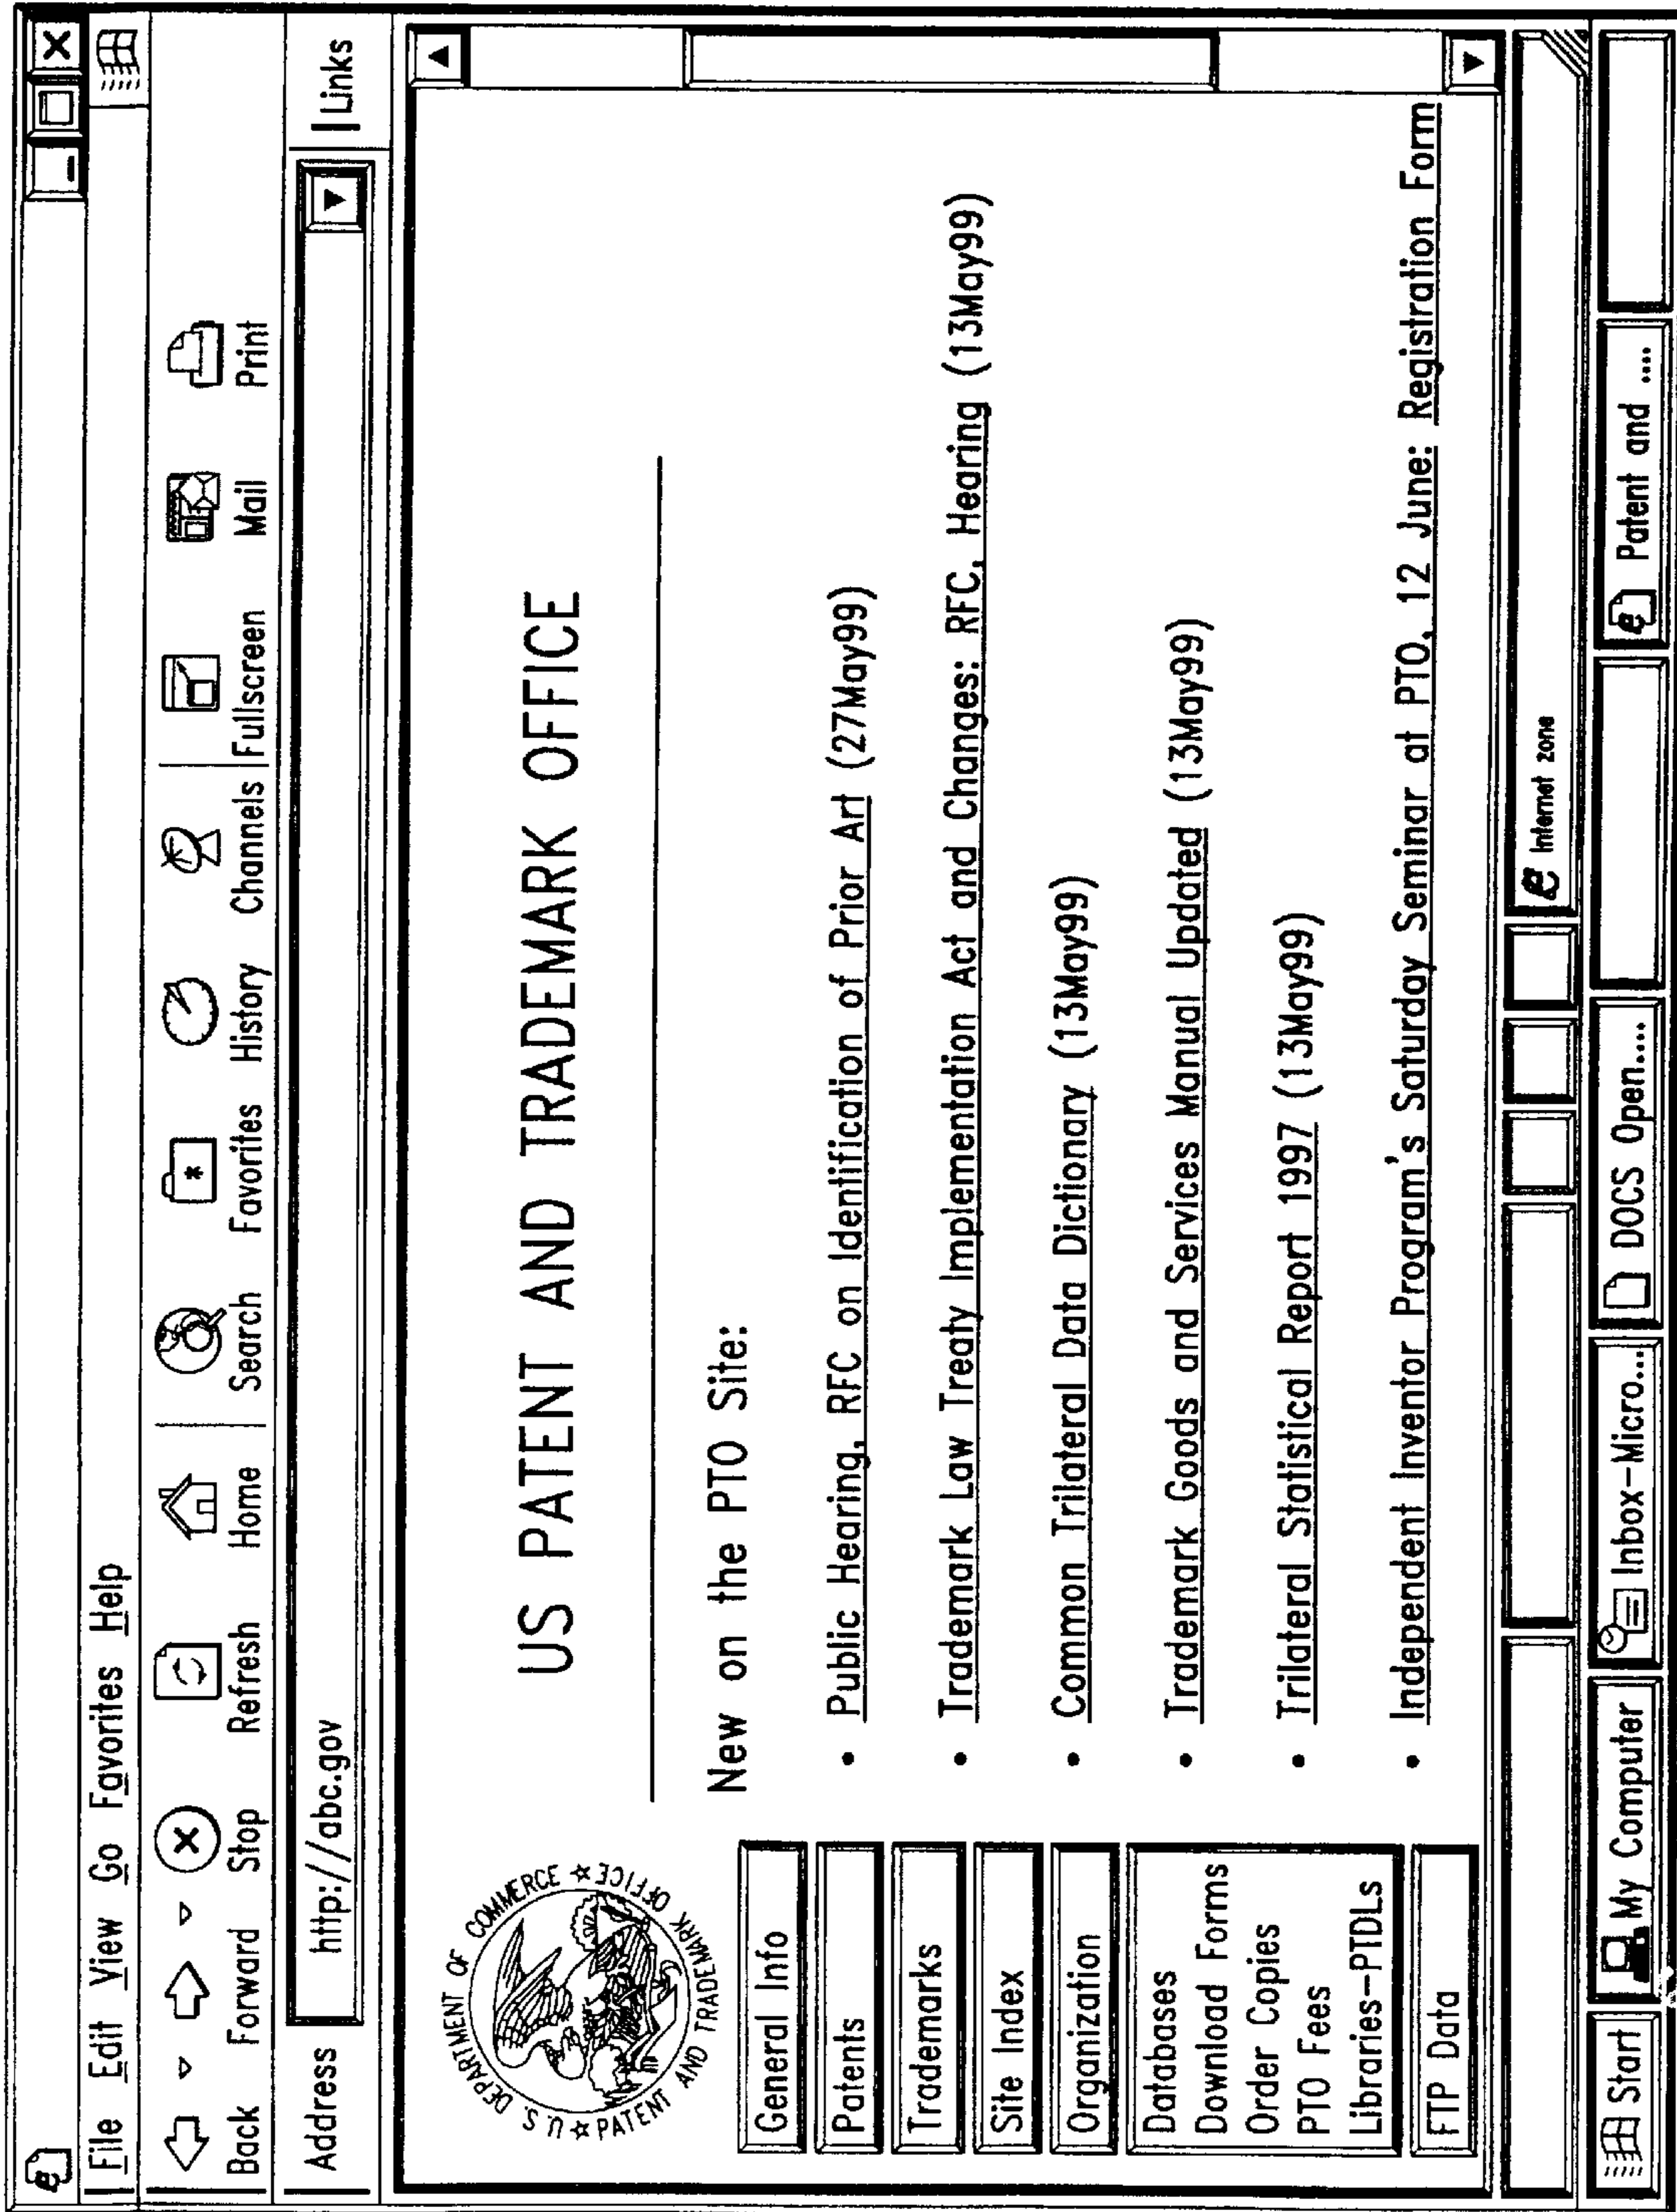 File Edit View Go Favorites Help
Back Forward Stop Refresh Home Search Favorites History Channels Fullscreen Mail Print
Address http://abc.gov Links
U.S. DEPARTMENT OF COMMERCE
PATENT AND TRADEMARK OFFICE
US PATENT AND TRADEMARK OFFICE
New on the PTO Site:
General Info
Patents
Trademarks
Site Index
Organization
Databases
Download Forms
Order Copies
PTO Fees
Libraries-PTDLs
FTP Data
• Public Hearing, RFC on Identification of Prior Art (27May99)
• Trademark Law Treaty Implementation Act and Changes: RFC, Hearing (13May99)
• Common Trilateral Data Dictionary (13May99)
• Trademark Goods and Services Manual Updated (13May99)
• Trilateral Statistical Report 1997 (13May99)
• Independent Inventor Program's Saturday Seminar at PTO, 12 June: Registration Form
Internet zone
Start My Computer Inbox-Micro... DOCS Open.... Patent and ....